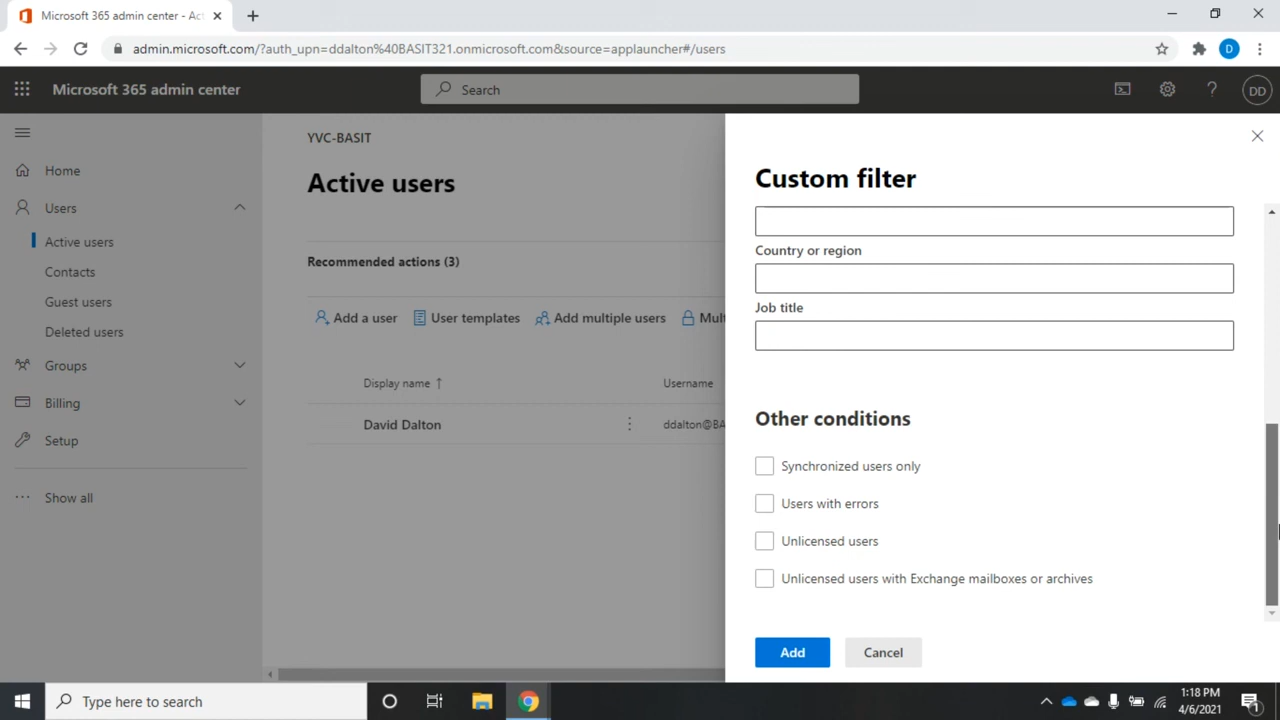 Microsoft 365 admin center - Act
admin.microsoft.com/?auth_upn=ddalton%40BASIT321.onmicrosoft.com&source=applauncher#/users
D
Microsoft 365 admin center
Search
DD
YVC-BASIT
Custom filter
Home
Active users
Users
Active users
Country or region
Recommended actions (3)
Contacts
Guest users
Job title
Add a user
User templates
Add multiple users
Mult
Deleted users
Groups
Display name ↑
Username
Billing
Other conditions
David Dalton
ddalton@BA
Setup
Synchronized users only
Show all
Users with errors
Unlicensed users
Unlicensed users with Exchange mailboxes or archives
Add
Cancel
Type here to search
1:18 PM
4/6/2021
1